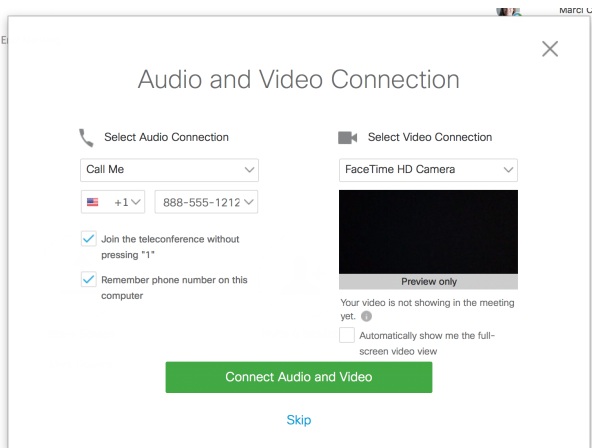 Marci C
Audio and Video Connection
Select Audio Connection
Call Me
+1
888-555-1212
Join the teleconference without
pressing "1"
Remember phone number on this
computer
Select Video Connection
FaceTime HD Camera
Preview only
Your video is not showing in the meeting
yet.
Automatically show me the full-
screen video view
Connect Audio and Video
Skip